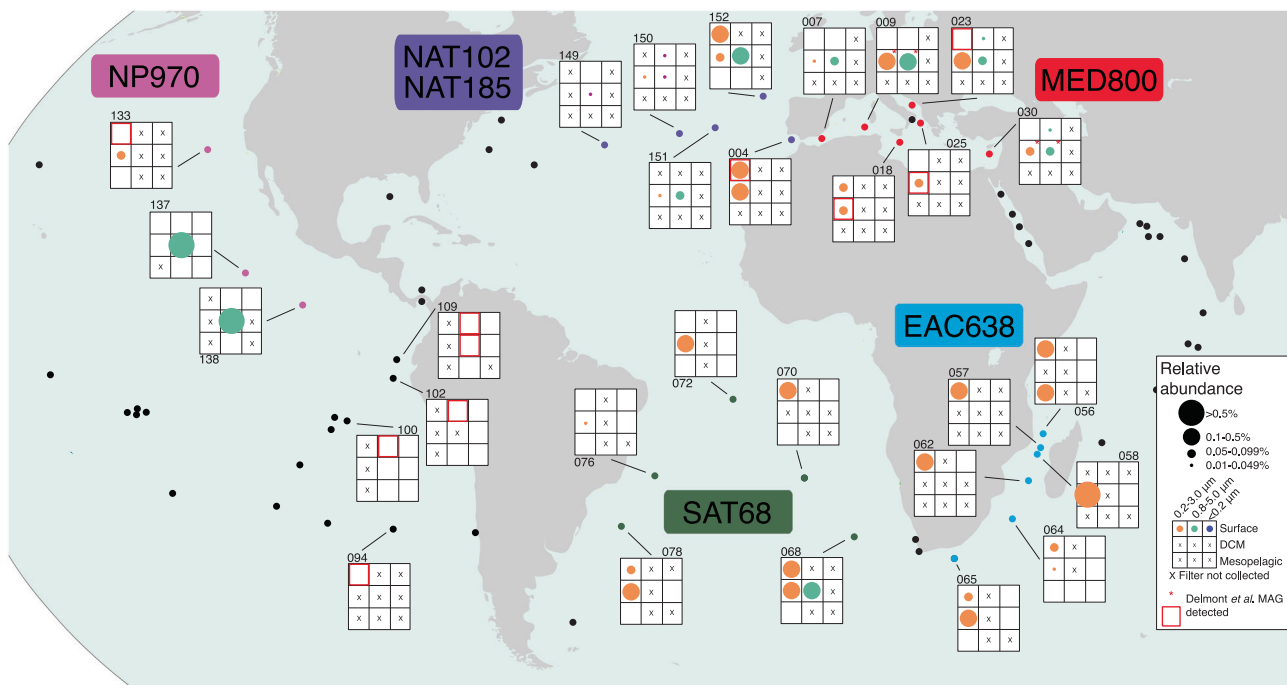 152
007
009
023
NP970
NAT102
NAT185
150
149
MED800
133
030
151
004
018
025
137
138
109
EAC638
072
070
057
056
102
100
076
062
058
SAT68
094
078
068
064
065
Relative
abundance
>0.5%
0.1-0.5%
0.05-0.099%
0.01-0.049%
0.2-3.0 µm
0.8-5.0 µm
<0.2 µm
Surface
DCM
Mesopelagic
X Filter not collected
* Delmont et al. MAG
detected